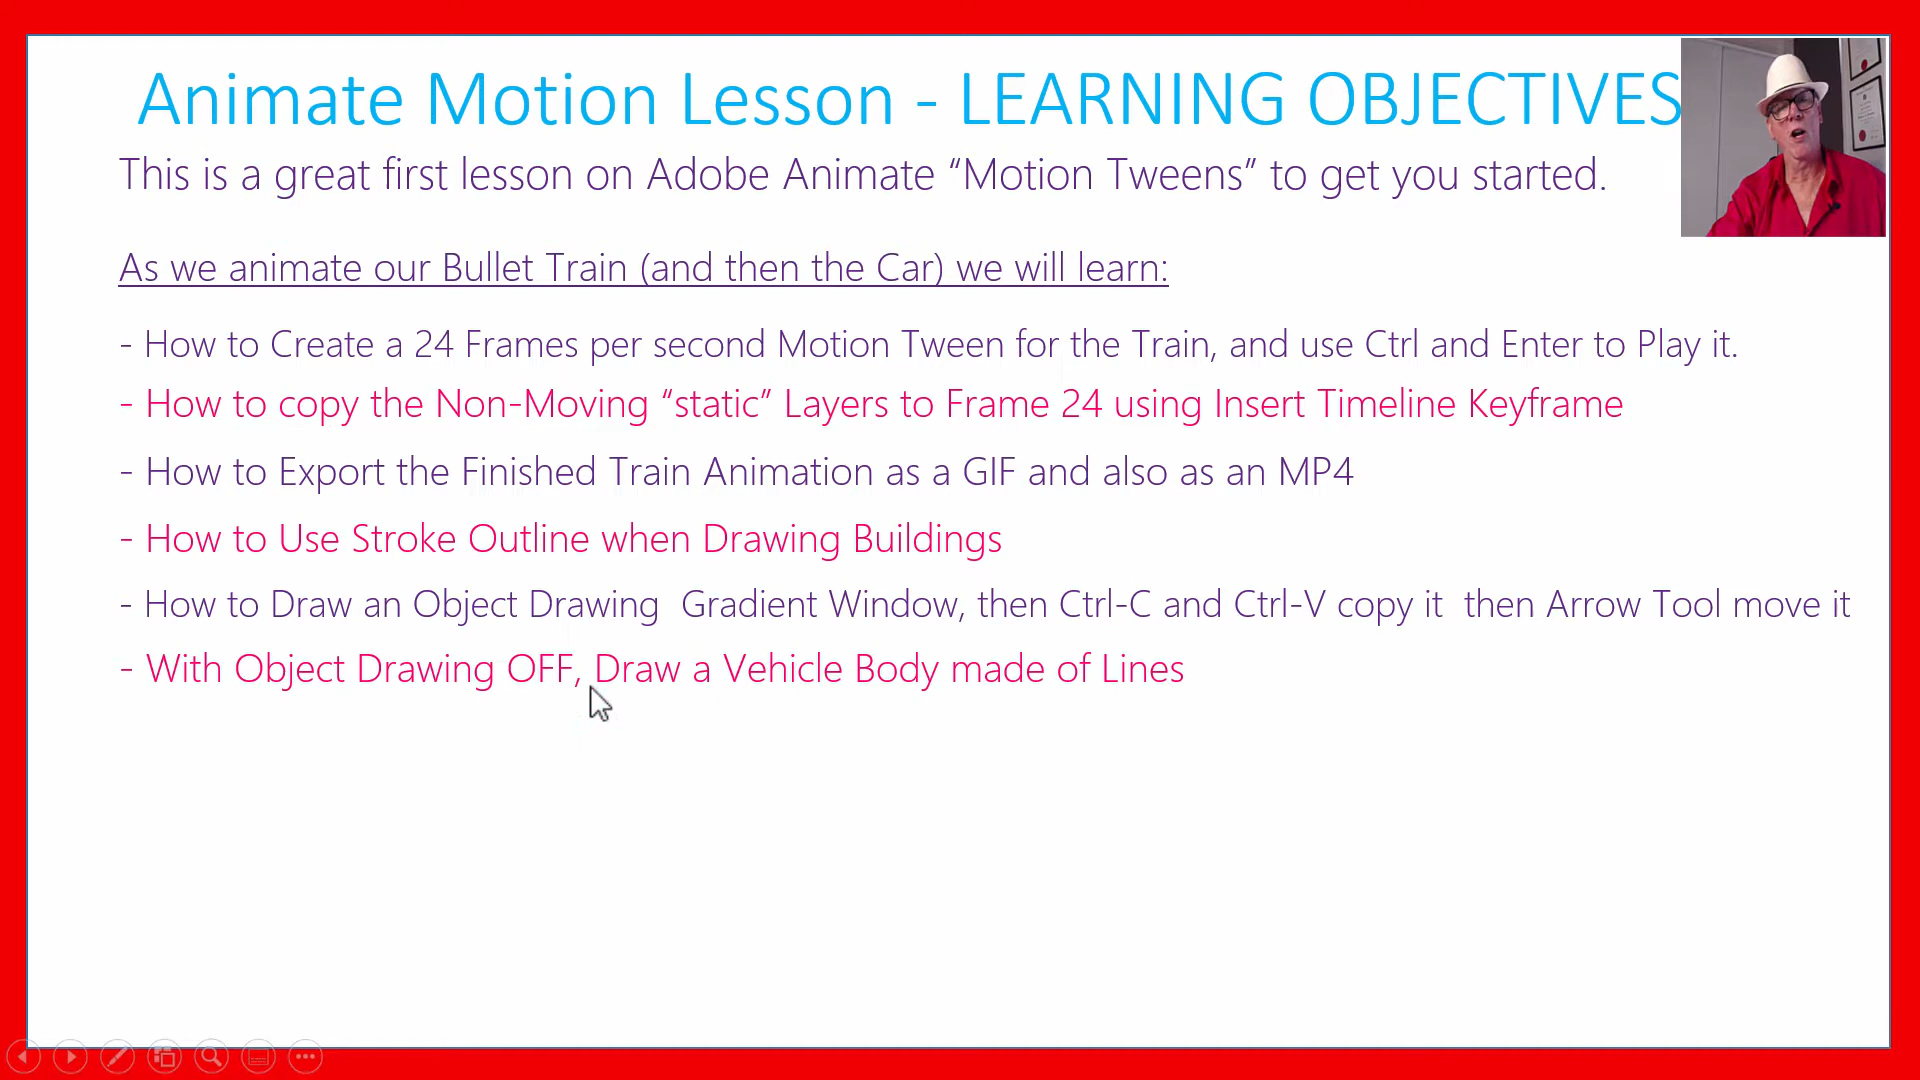 Animate Motion Lesson - LEARNING OBJECTIVES
This is a great first lesson on Adobe Animate “Motion Tweens” to get you started.
As we animate our Bullet Train (and then the Car) we will learn:
- How to Create a 24 Frames per second Motion Tween for the Train, and use Ctrl and Enter to Play it.
- How to copy the Non-Moving “static” Layers to Frame 24 using Insert Timeline Keyframe
- How to Export the Finished Train Animation as a GIF and also as an MP4
- How to Use Stroke Outline when Drawing Buildings
- How to Draw an Object Drawing  Gradient Window, then Ctrl-C and Ctrl-V copy it  then Arrow Tool move it
- With Object Drawing OFF, Draw a Vehicle Body made of Lines